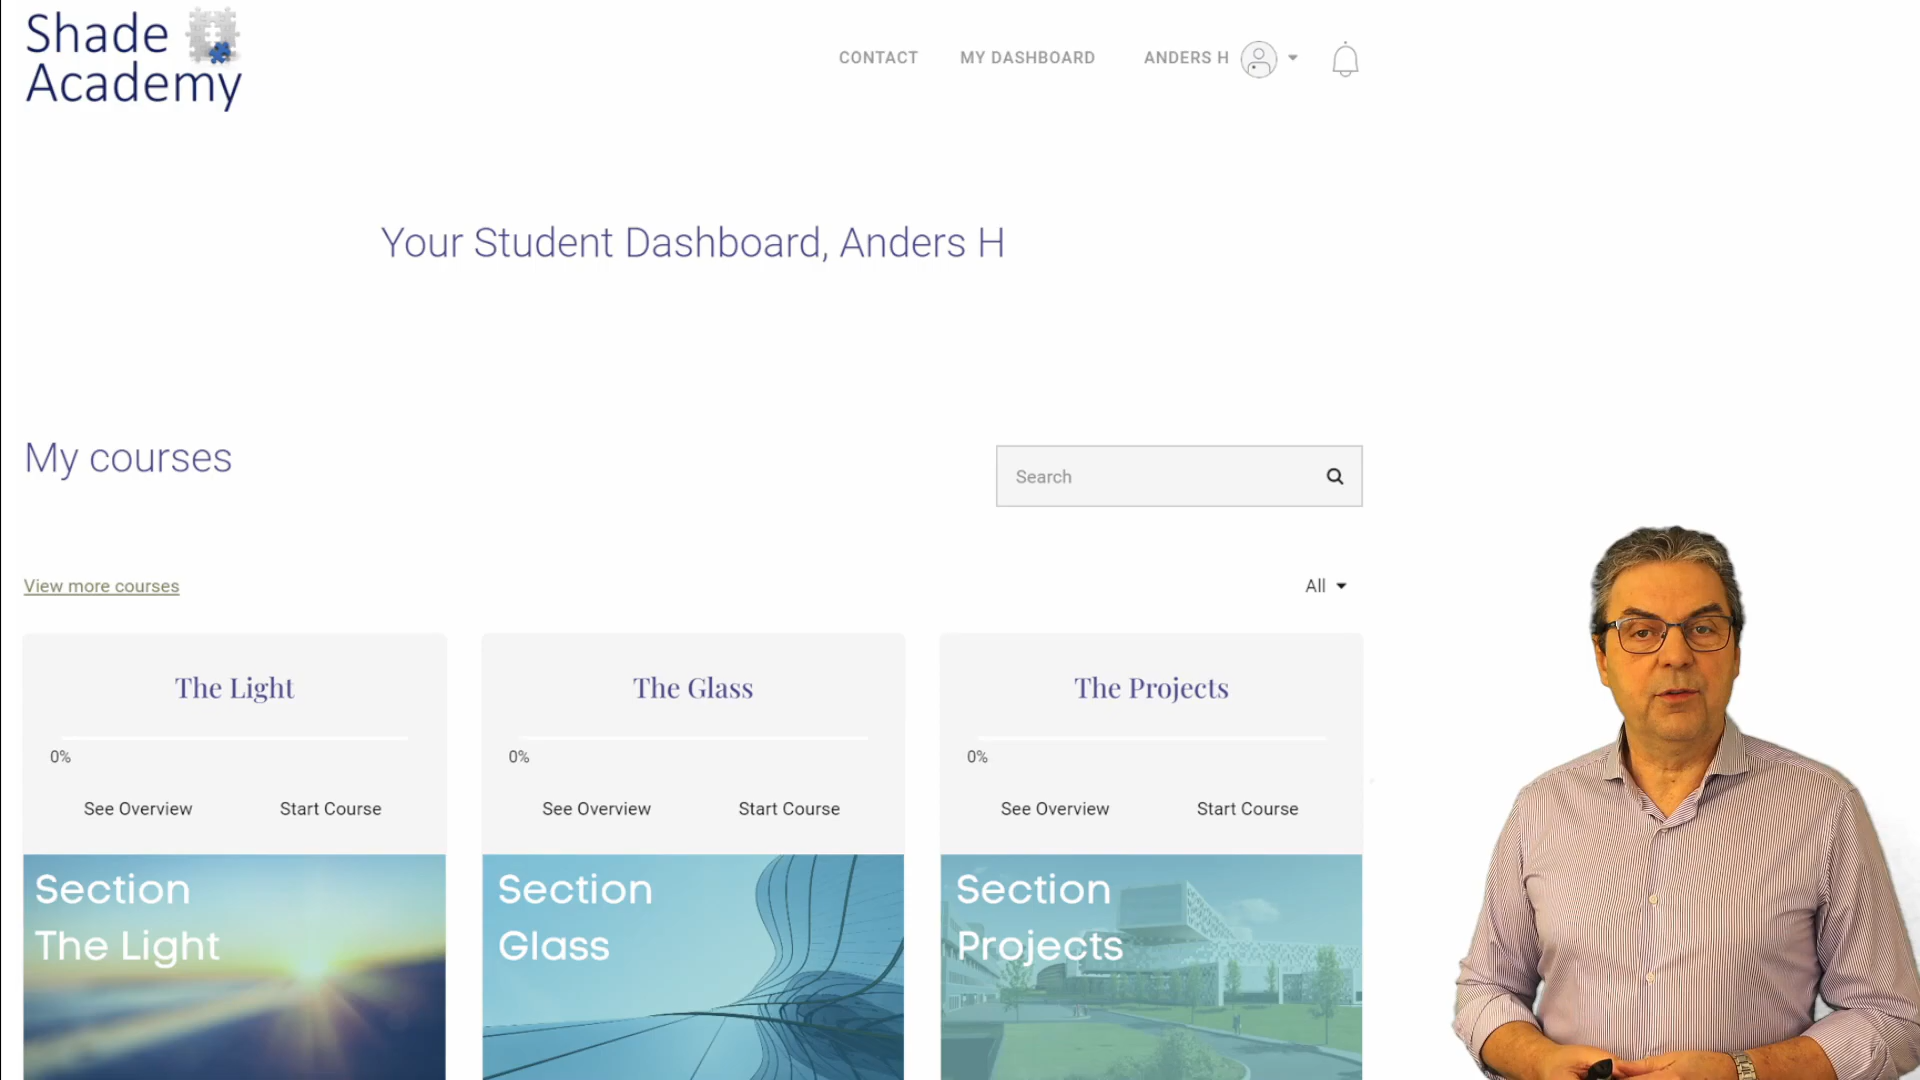 Shade
Academy
CONTACT
MY DASHBOARD
ANDERS H
Your Student Dashboard, Anders H
My courses
Search
View more courses
All
The Light
0%
See Overview
Start Course
Section
The Light
The Glass
0%
See Overview
Start Course
Section
Glass
The Projects
0%
See Overview
Start Course
Section
Projects